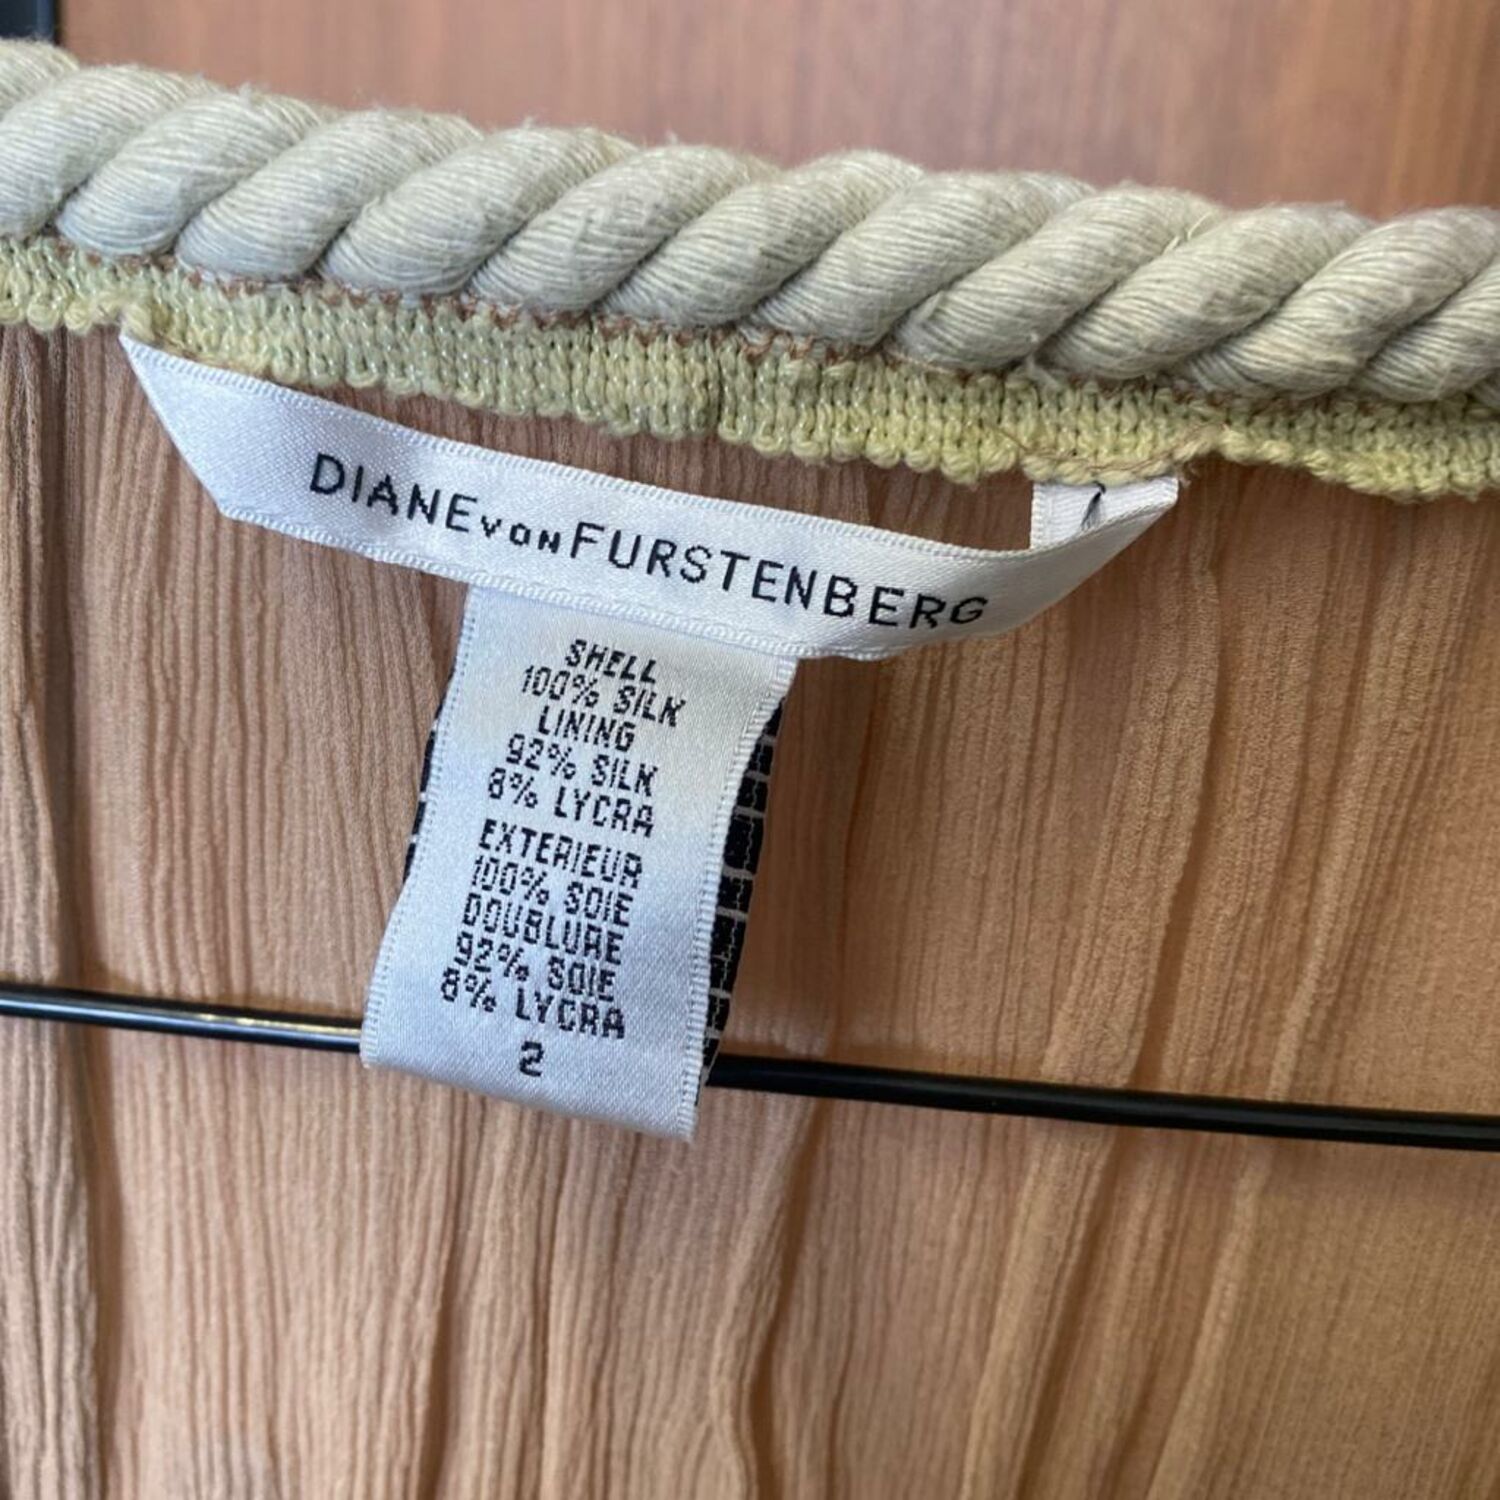 DIANE von FURSTENBERG
SHELL
100% SILK
LINING
92% SILK
8% LYCRA
EXTERIEUR
100% SOIE
DOUBLURE
92% SOIE
8% LYCRA
2